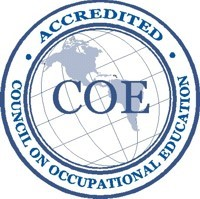 • ACCREDITED •
COE
COUNCIL ON OCCUPATIONAL EDUCATION